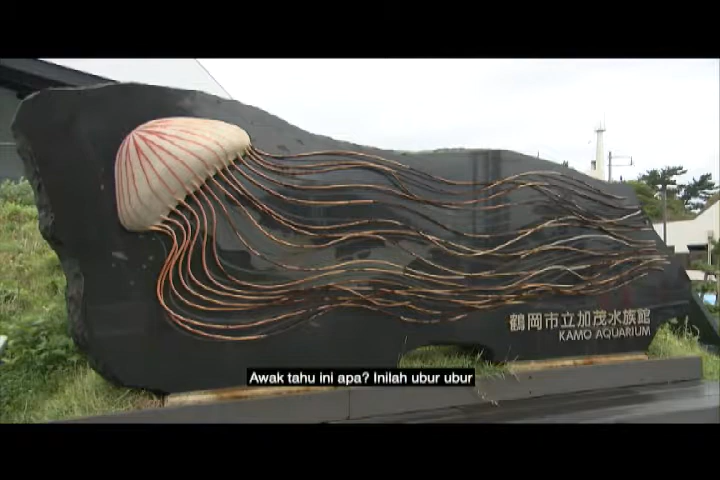 鶴岡市立加茂水族館
KAMO AQUARIUM
Awak tahu ini apa? Inilah ubur ubur